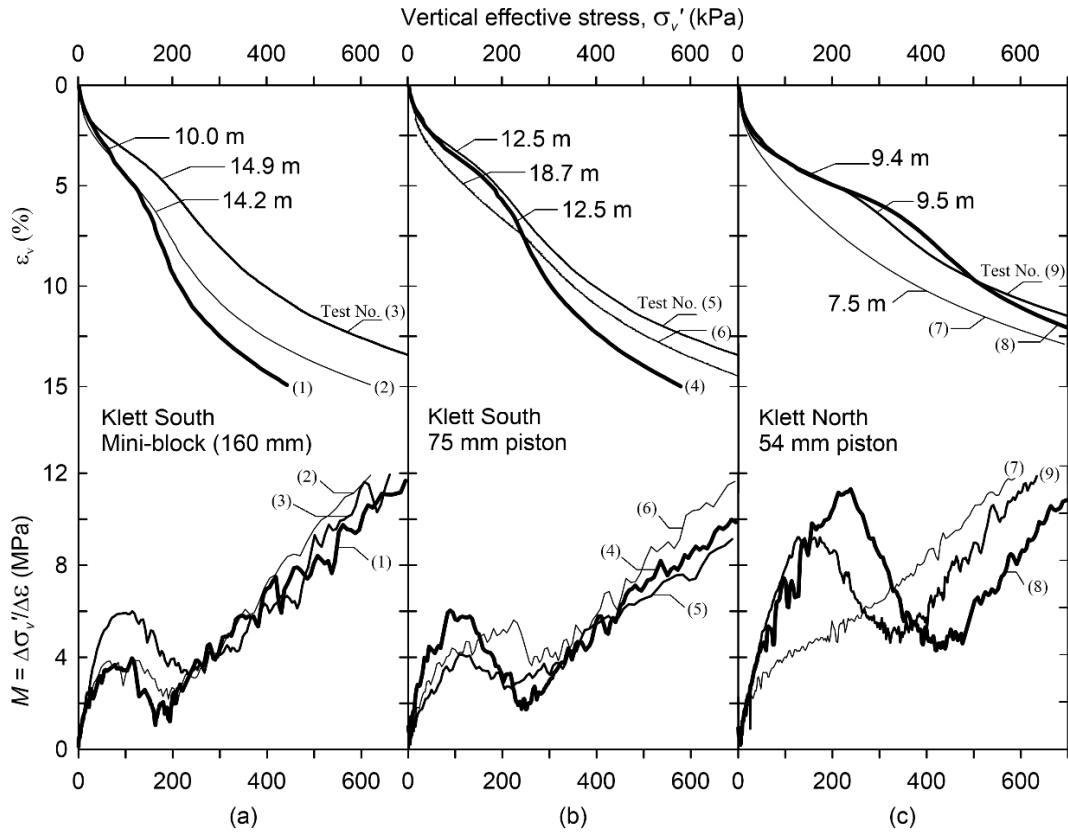 Vertical effective stress, σv' (kPa)
0 200 400 600 200 400 600 200 400 600
0
5
10
15
εv (%)
10.0 m
14.9 m
14.2 m
Test No. (3)
(2)
(1)
Klett South
Mini-block (160 mm)
12.5 m
18.7 m
12.5 m
Test No. (5)
(6)
(4)
Klett South
75 mm piston
9.4 m
9.5 m
7.5 m
Test No. (9)
(7)
(8)
Klett North
54 mm piston
12
8
4
0
M = Δσv'/Δε (MPa)
(2)
(3)
(1)
(6)
(4)
(5)
(7)
(9)
(8)
0 200 400 600 0 200 400 600 0 200 400 600
(a) (b) (c)